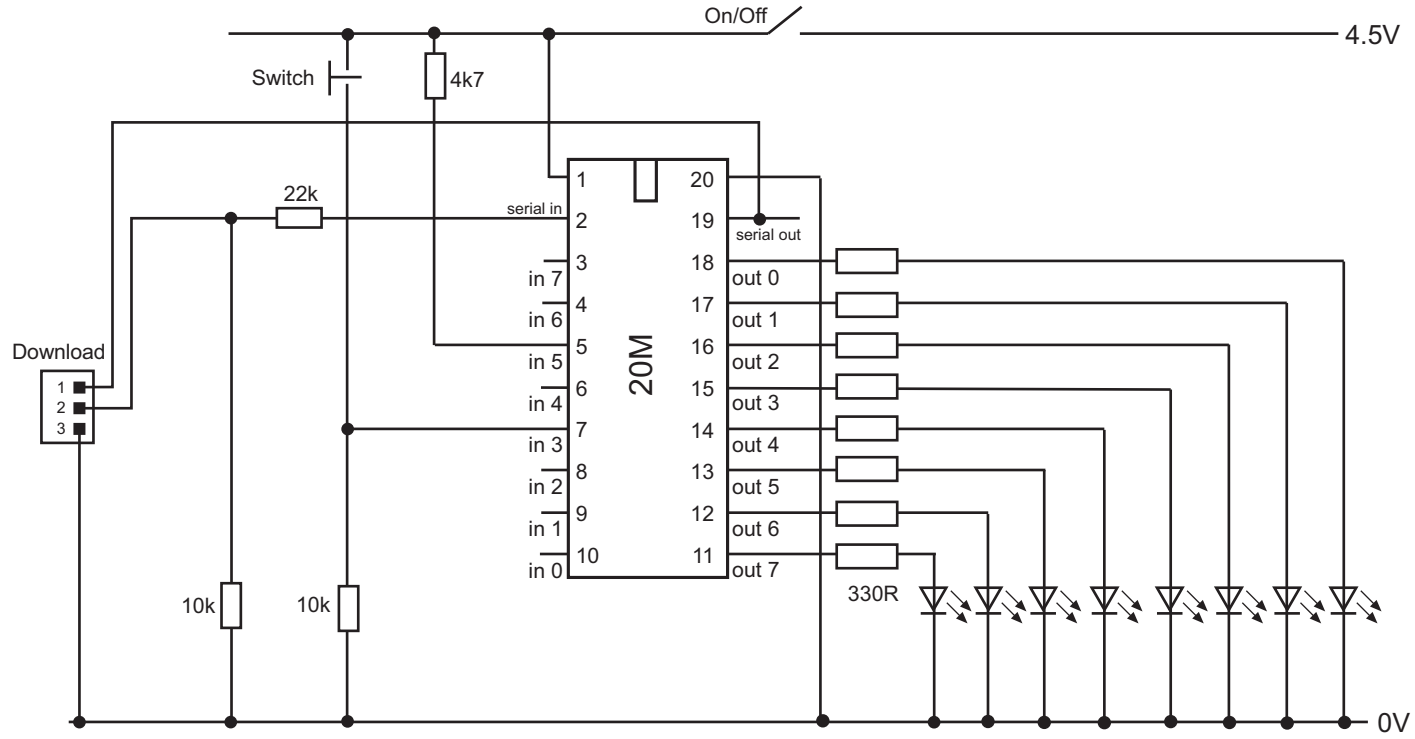 On/Off
4.5V
Switch
4k7
22k
serial in
1
20
2
19
serial out
3
18
in 7
out 0
4
17
in 6
out 1
5
16
in 5
out 2
Download
6
15
in 4
out 3
1
2
3
7
14
in 3
out 4
8
13
in 2
out 5
9
12
in 1
out 6
10
11
in 0
out 7
20M
330R
10k
10k
0V